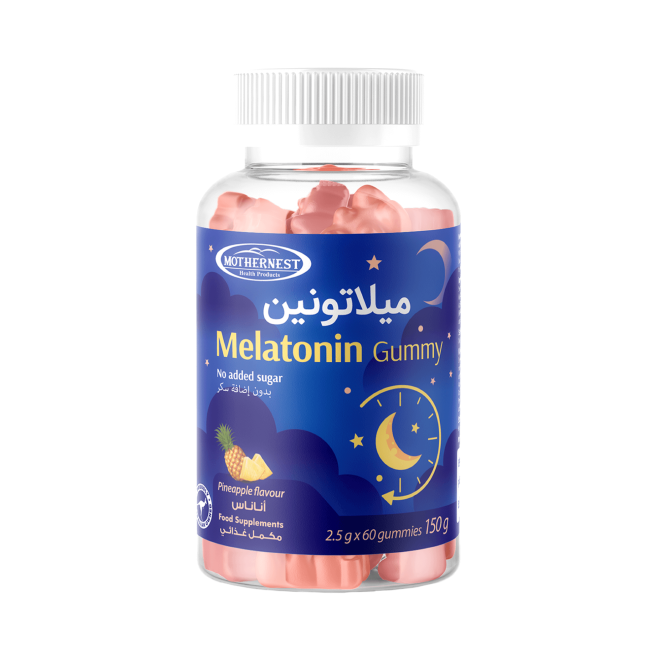 MOTHERNEST
Health Products
ميلاتونين
Melatonin Gummy
No added sugar
بدون إضافة سكر
Pineapple flavour
أناناس
Food Supplements
مكمل غذائي
2.5 g x 60 gummies 150 g